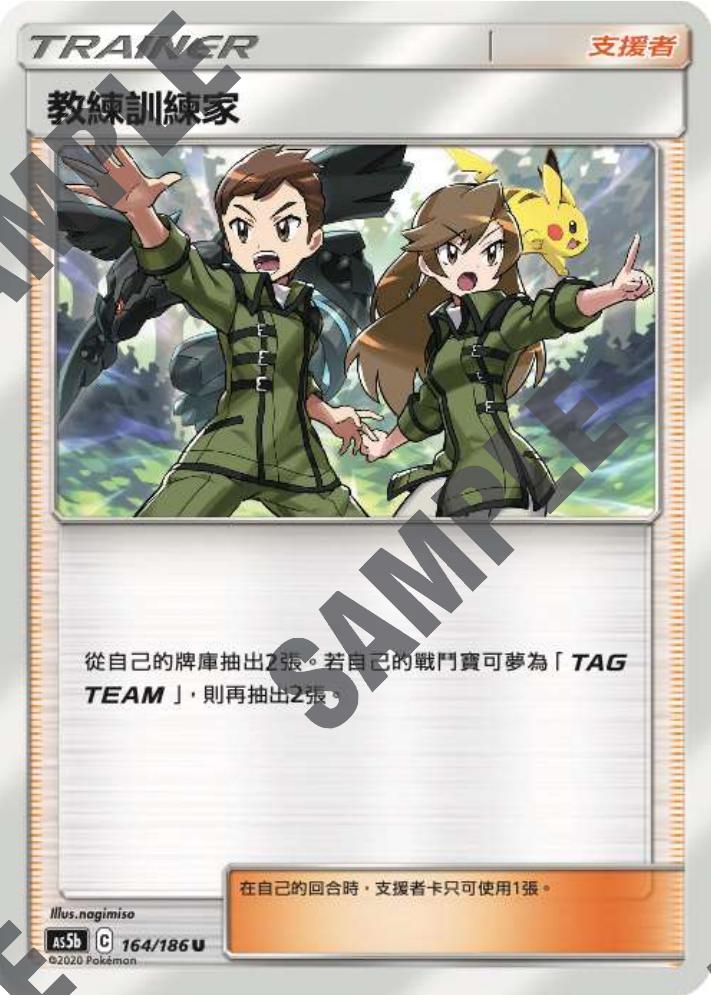 TRAINER
支援者
教練訓練家
從自己的牌庫抽出2張。若自己的戰鬥寶可夢為「 TAG
TEAM 」,則再抽出2張。
在自己的回合時,支援者卡只可使用1張。
Illus.nagimiso
AS5b C 164/186 U
©2020 Pokémon
SAMPLE
SAMPLE